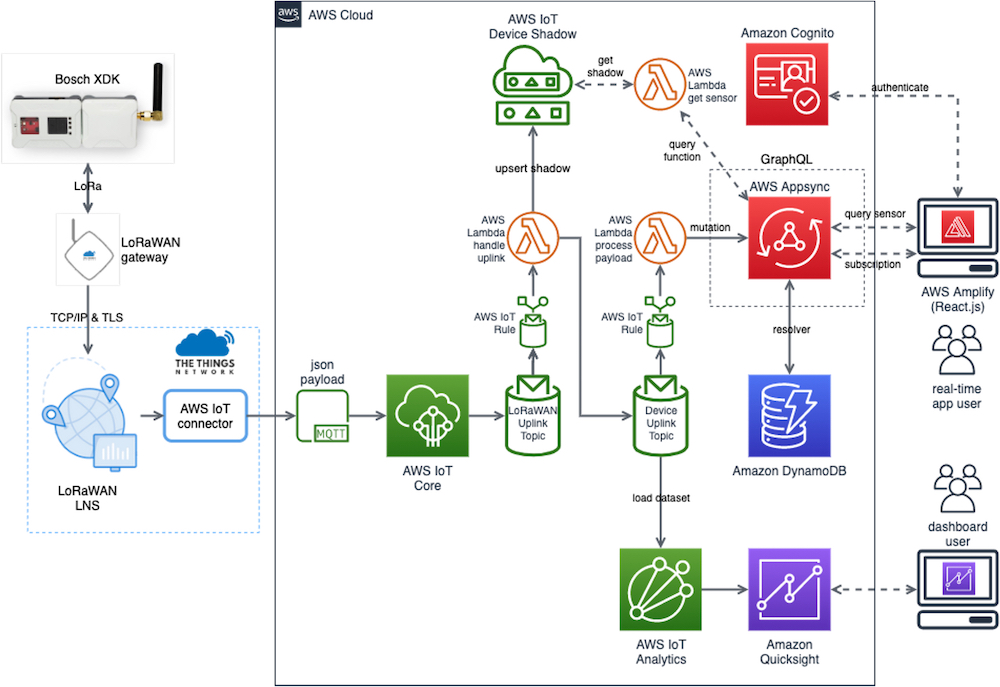 aws
AWS Cloud
Bosch XDK
LoRa
LoRaWAN
gateway
TCP/IP & TLS
THE THINGS
NETWORK
AWS IoT
connector
LoRaWAN
LNS
json
payload
MQTT
AWS IoT
Core
LoRaWAN
Uplink
Topic
AWS IoT
Rule
AWS
Lambda
handle
uplink
upsert shadow
AWS IoT
Device Shadow
get
shadow
AWS
Lambda
get sensor
query
function
AWS
Lambda
process
payload
mutation
AWS IoT
Rule
Device
Uplink
Topic
load dataset
AWS IoT
Analytics
Amazon
Quicksight
Amazon Cognito
authenticate
GraphQL
AWS Appsync
query sensor
subscription
resolver
Amazon DynamoDB
AWS Amplify
(React.js)
real-time
app user
dashboard
user